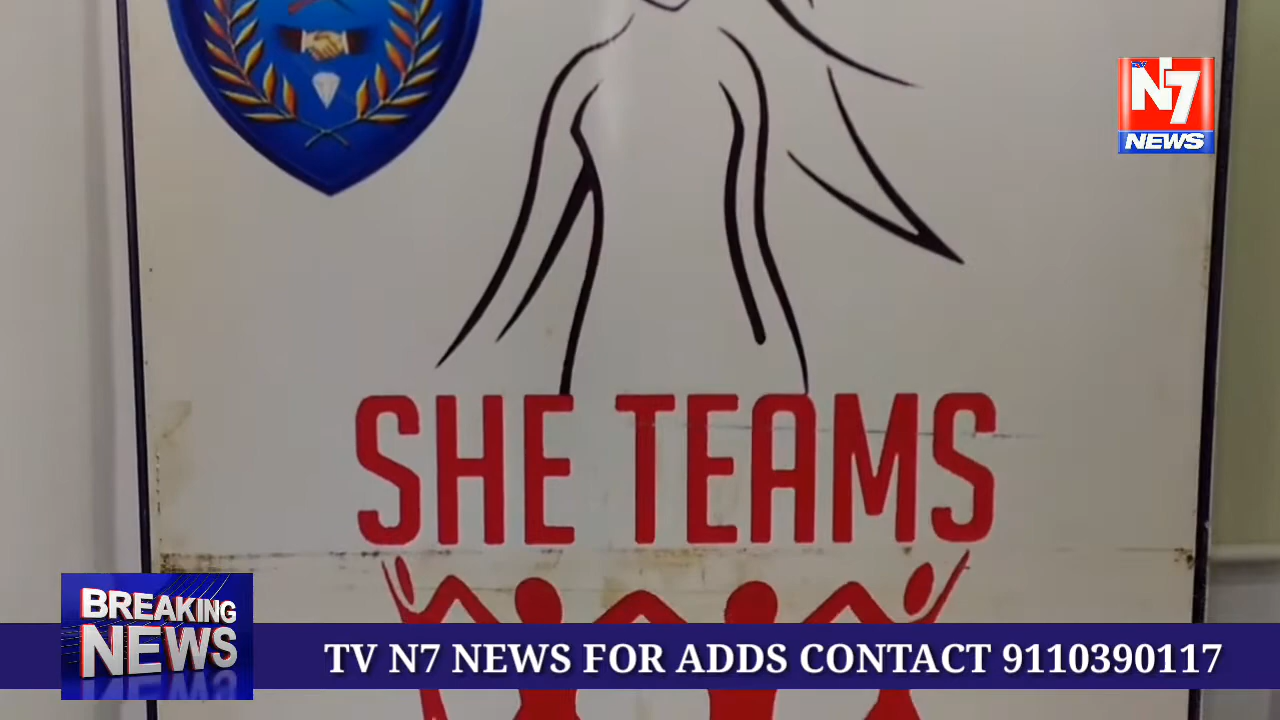 N7
NEWS
SHE TEAMS
BREAKING
NEWS
TV N7 NEWS FOR ADDS CONTACT 9110390117